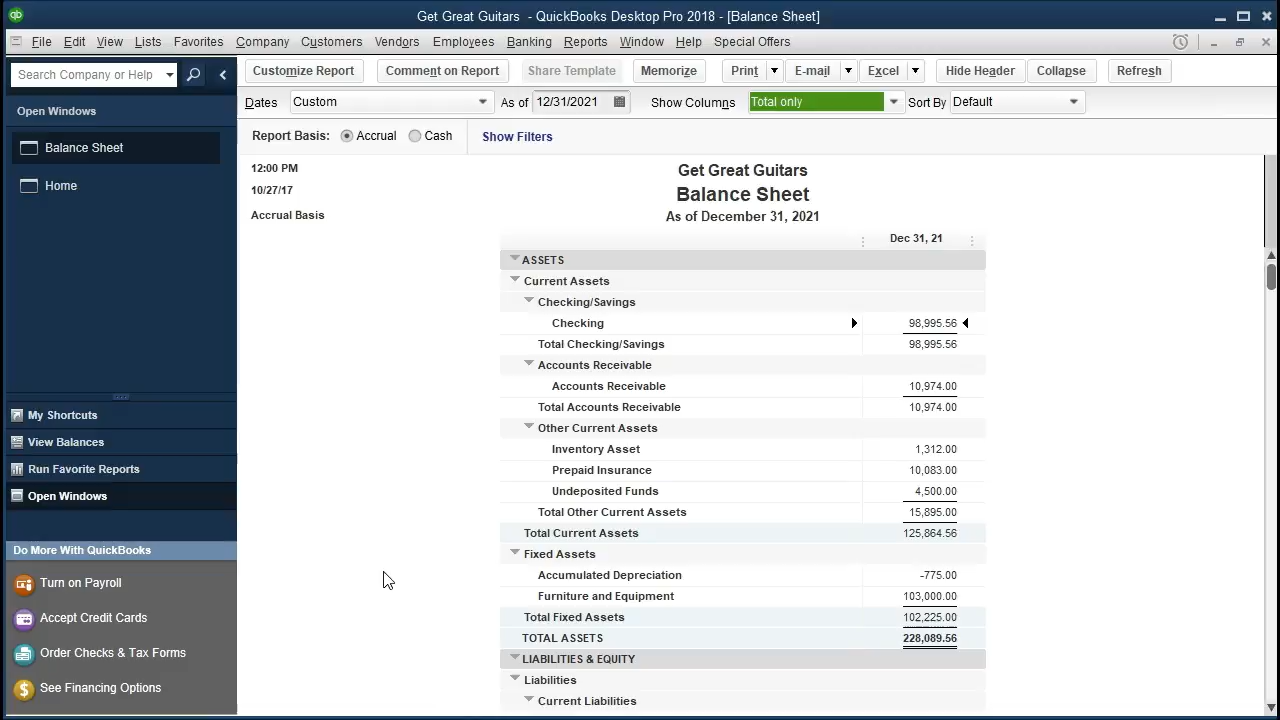 qb Get Great Guitars - QuickBooks Desktop Pro 2018 - [Balance Sheet]
File Edit View Lists Favorites Company Customers Vendors Employees Banking Reports Window Help Special Offers
Search Company or Help
Customize Report Comment on Report Share Template Memorize Print E-mail Excel Hide Header Collapse Refresh
Open Windows
Dates Custom As of 12/31/2021 Show Columns Total only Sort By Default
Balance Sheet
Report Basis: Accrual Cash Show Filters
Home
12:00 PM
10/27/17
Accrual Basis
Get Great Guitars
Balance Sheet
As of December 31, 2021
Dec 31, 21
ASSETS
Current Assets
Checking/Savings
Checking 98,995.56
Total Checking/Savings 98,995.56
Accounts Receivable
Accounts Receivable 10,974.00
Total Accounts Receivable 10,974.00
Other Current Assets
Inventory Asset 1,312.00
Prepaid Insurance 10,083.00
Undeposited Funds 4,500.00
Total Other Current Assets 15,895.00
Total Current Assets 125,864.56
Fixed Assets
Accumulated Depreciation -775.00
Furniture and Equipment 103,000.00
Total Fixed Assets 102,225.00
TOTAL ASSETS 228,089.56
LIABILITIES & EQUITY
Liabilities
Current Liabilities
My Shortcuts
View Balances
Run Favorite Reports
Open Windows
Do More With QuickBooks
Turn on Payroll
Accept Credit Cards
Order Checks & Tax Forms
$ See Financing Options